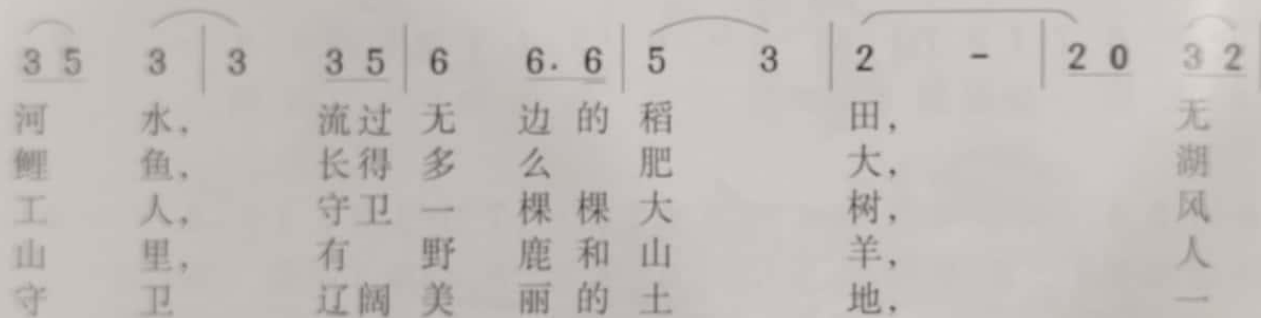 3 5 3 | 3 3 5 | 6 6. 6 | 5 3 | 2 - | 2 0 3 2 |
河 水， 流过 无 边 的 稻 田， 无
鲤 鱼， 长得 多 么 肥 大， 湖
工 人， 守卫 一 棵 棵 大 树， 风
山 里， 有 野 鹿 和 山 羊， 人
守 卫 辽阔 美 丽 的 土 地， 一